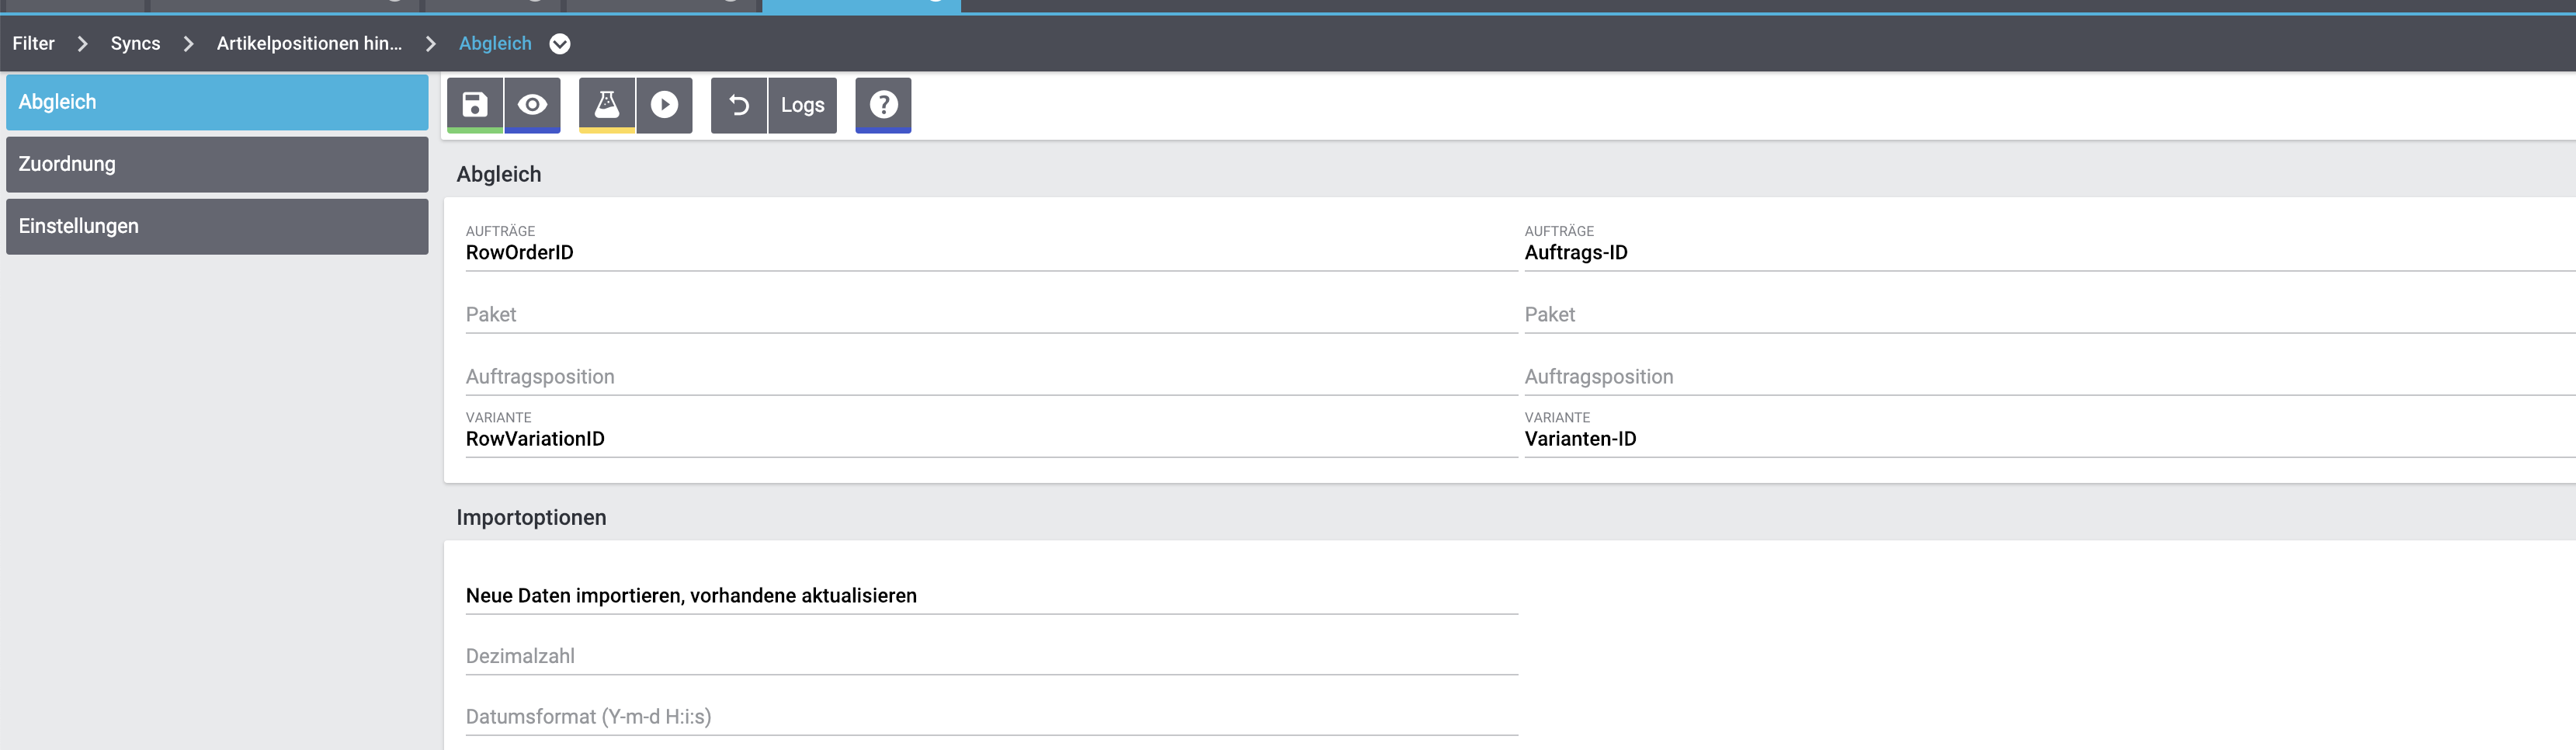 Filter
Syncs
Artikelpositionen hin...
Abgleich
Abgleich
Zuordnung
Einstellungen
Logs
?
Abgleich
AUFTRÄGE
RowOrderID
AUFTRÄGE
Auftrags-ID
Paket
Paket
Auftragsposition
Auftragsposition
VARIANTE
RowVariationID
VARIANTE
Varianten-ID
Importoptionen
Neue Daten importieren, vorhandene aktualisieren
Dezimalzahl
Datumsformat (Y-m-d H:i:s)